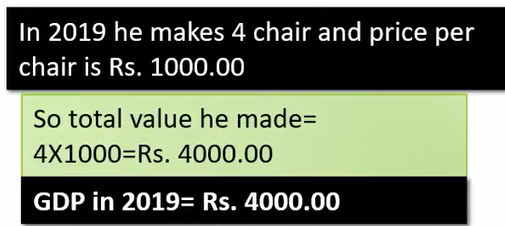 In 2019 he makes 4 chair and price per
chair is Rs. 1000.00
So total value he made=
4X1000=Rs. 4000.00
GDP in 2019= Rs. 4000.00